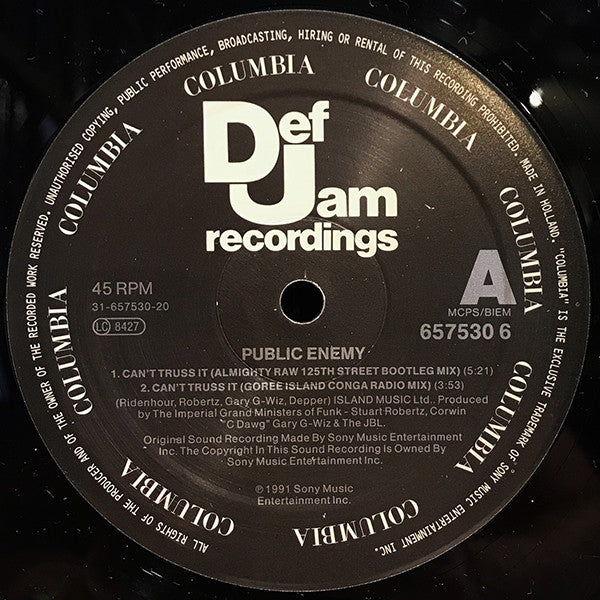 UNAUTHORISED COPYING, PUBLIC PERFORMANCE, BROADCASTING, HIRING OR RENTAL OF THIS RECORDING PROHIBITED. MADE IN HOLLAND. "COLUMBIA" IS THE EXCLUSIVE TRADEMARK OF SONY MUSIC ENTERTAINMENT INC.
ALL RIGHTS OF THE PRODUCER AND OF THE OWNER OF THE RECORDED WORK RESERVED.
COLUMBIA
COLUMBIA
COLUMBIA
COLUMBIA
COLUMBIA
COLUMBIA
COLUMBIA
COLUMBIA
COLUMBIA
Def
Jam
recordings
45 RPM
31-657530-20
LC 8427
A
MCPS/BIEM
657530 6
PUBLIC ENEMY
1. CAN'T TRUSS IT (ALMIGHTY RAW 125TH STREET BOOTLEG MIX) (5:21)
2. CAN'T TRUSS IT (GOREE ISLAND CONGA RADIO MIX) (3:53)
(Ridenhour, Robertz, Gary G-Wiz, Depper) ISLAND MUSIC Ltd.. Produced
by The Imperial Grand Ministers of Funk - Stuart Robertz, Corwin
"C Dawg" Gary G-Wiz & The JBL.
Original Sound Recording Made By Sony Music Entertainment
Inc. The Copyright In This Sound Recording Is Owned By
Sony Music Entertainment Inc.
℗ 1991 Sony Music
Entertainment Inc.